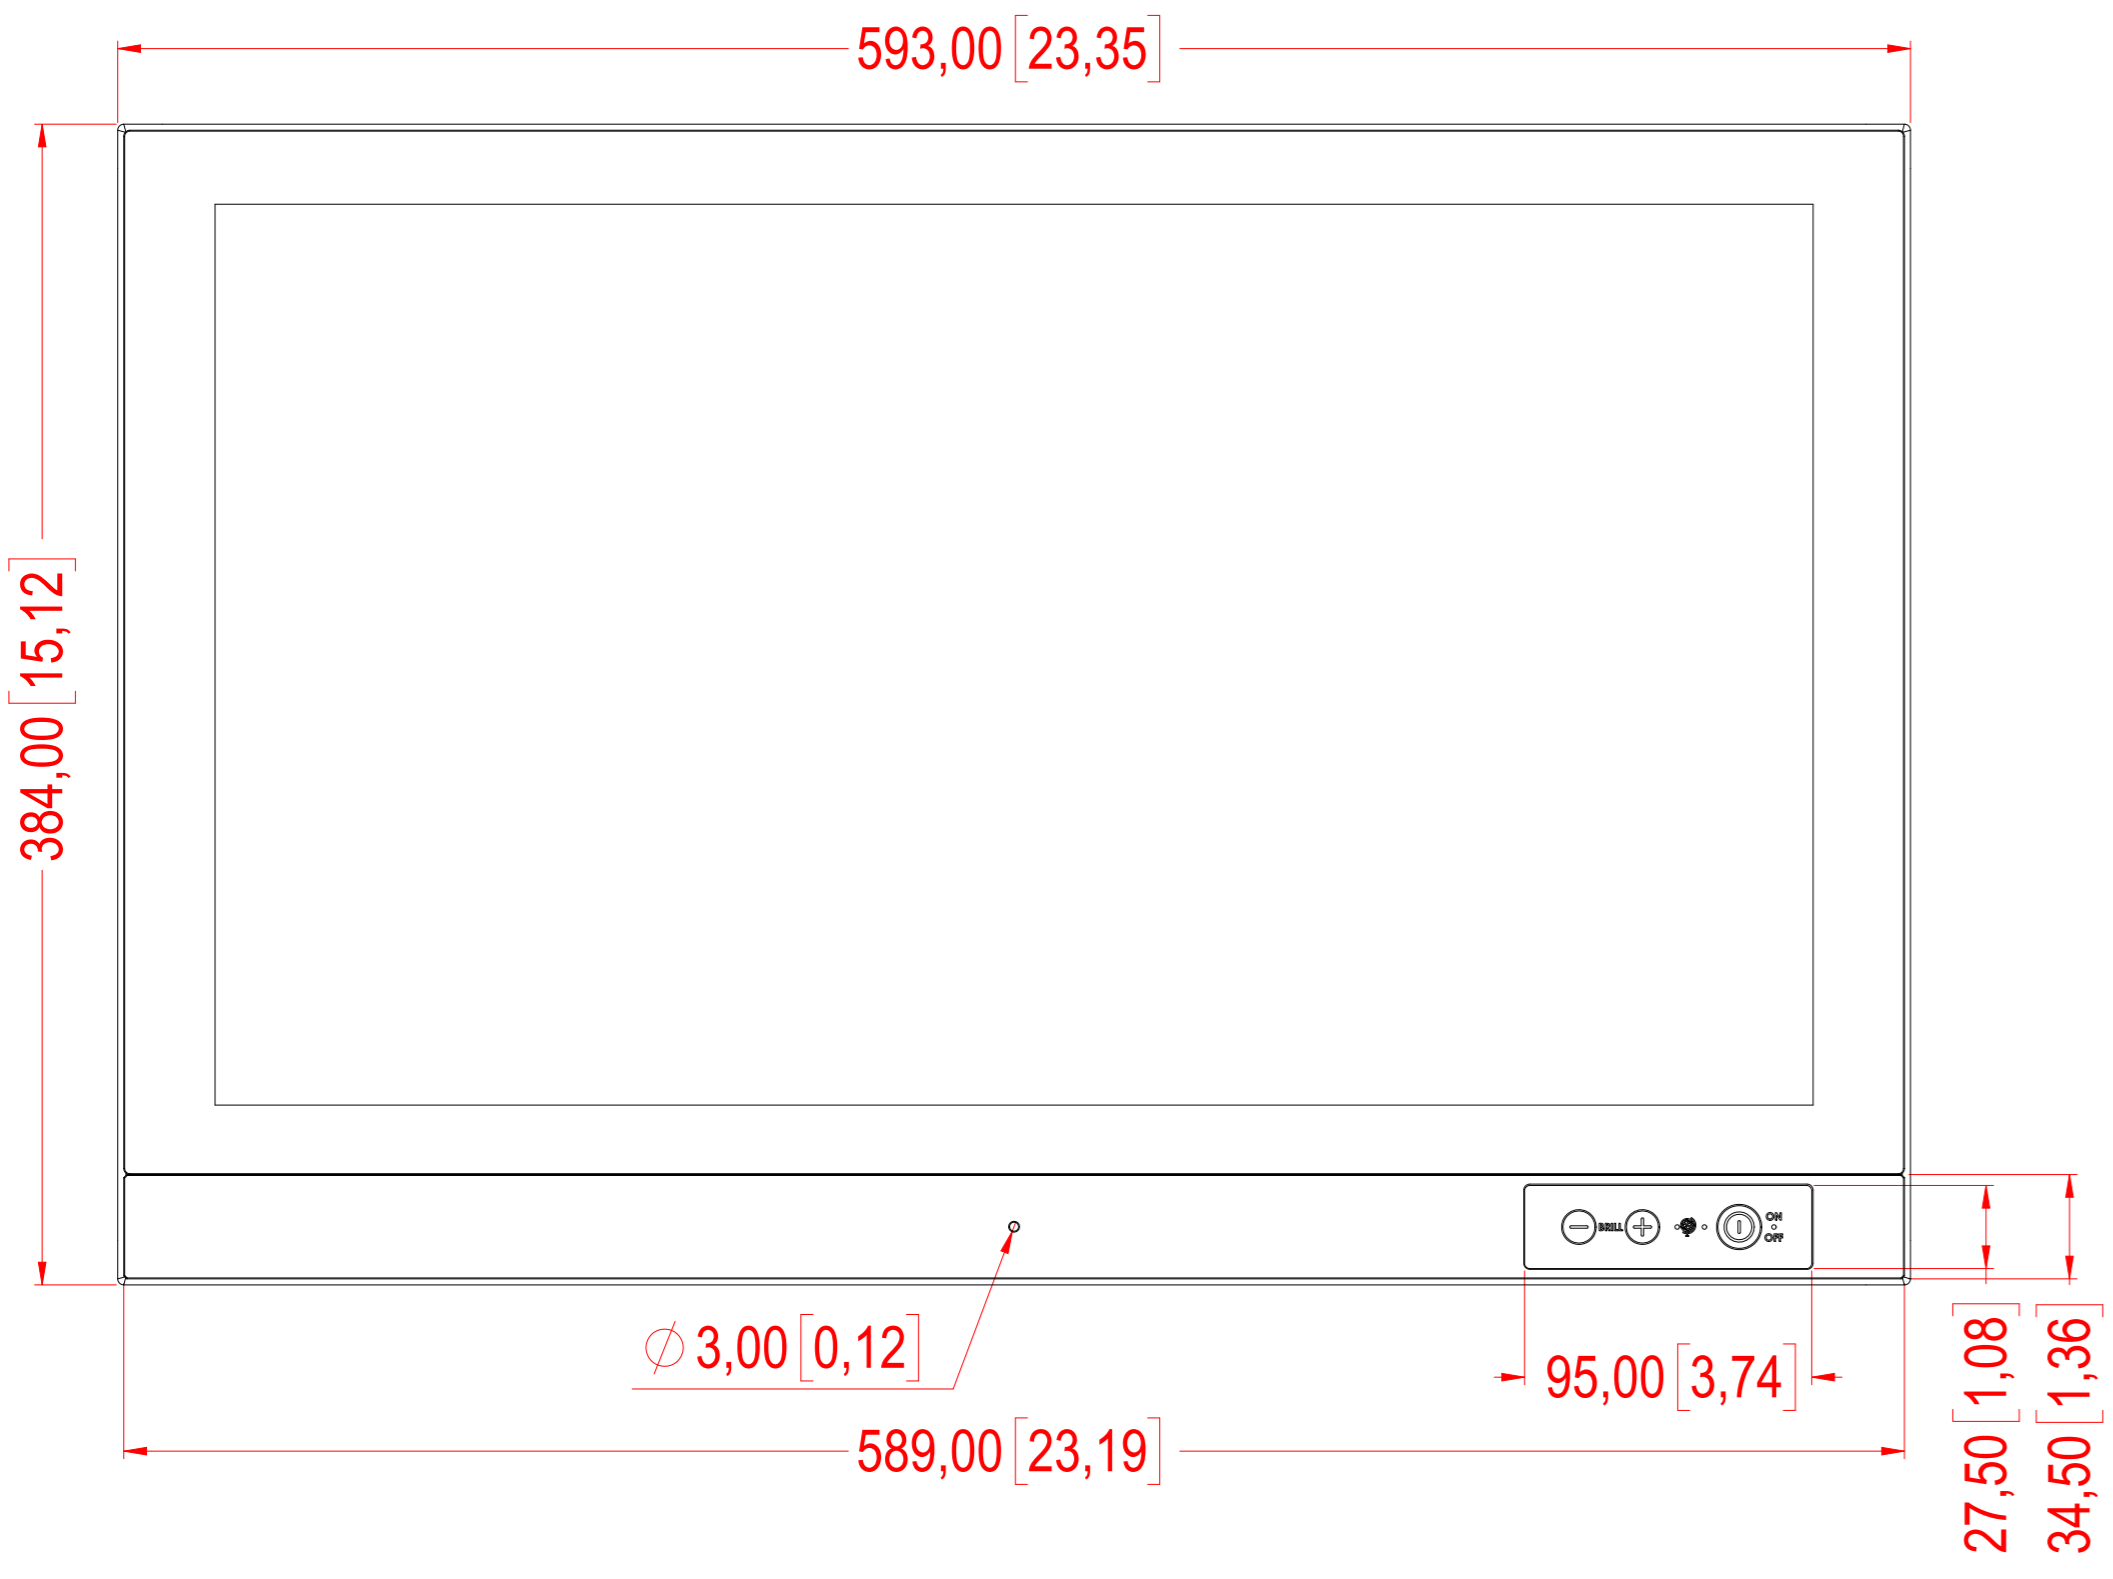 593,00 [23,35]
384,00 [15,12]
BRILL
ON
OFF
∅ 3,00 [0,12]
95,00 [3,74]
27,50 [1,08]
34,50 [1,36]
589,00 [23,19]